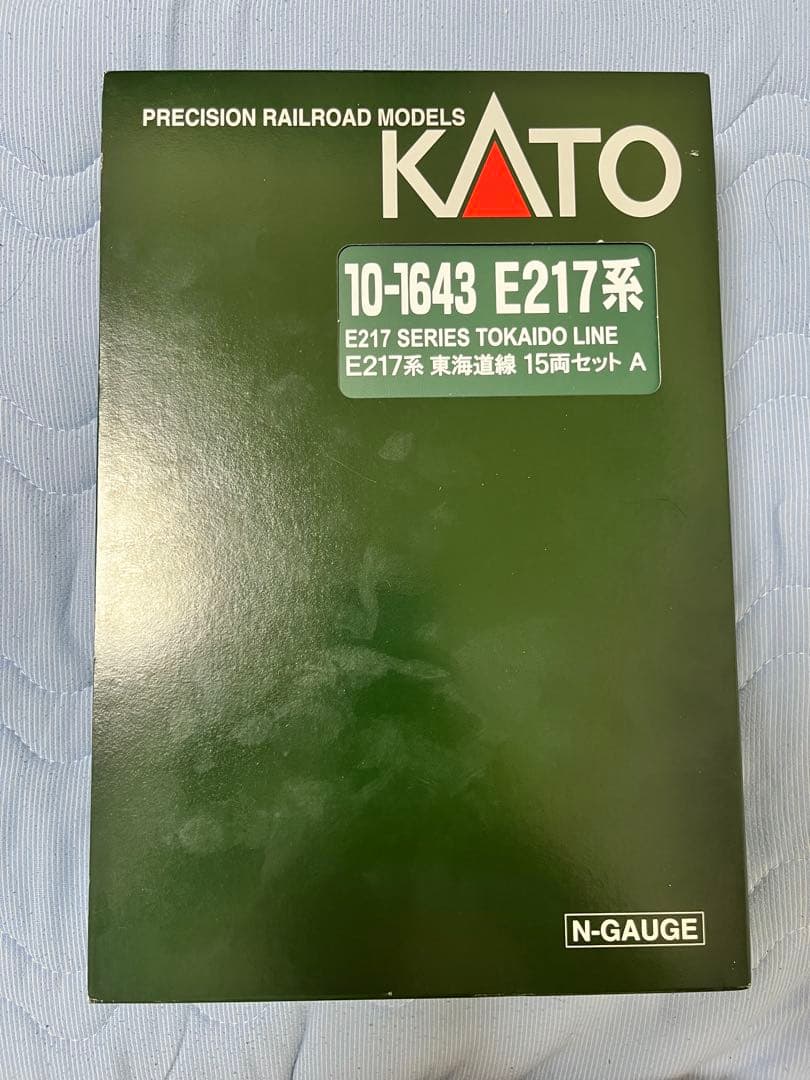 PRECISION RAILROAD MODELS
KATO
10-1643 E217系
E217 SERIES TOKAIDO LINE
E217系 東海道線 15両セット A
N-GAUGE